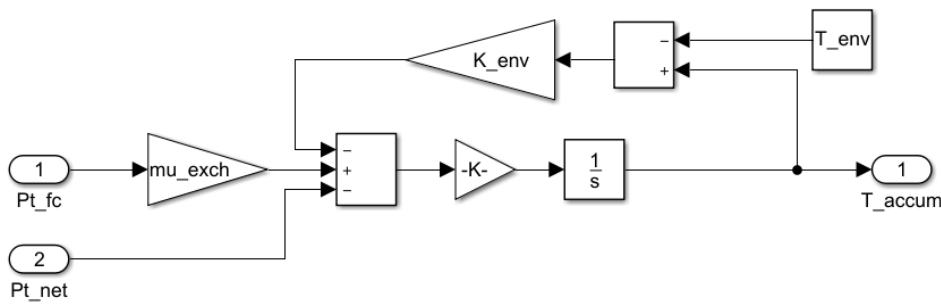 T_env
−
+
K_env
1
Pt_fc
mu_exch
−
+
−
-K-
1
s
1
T_accum
2
Pt_net